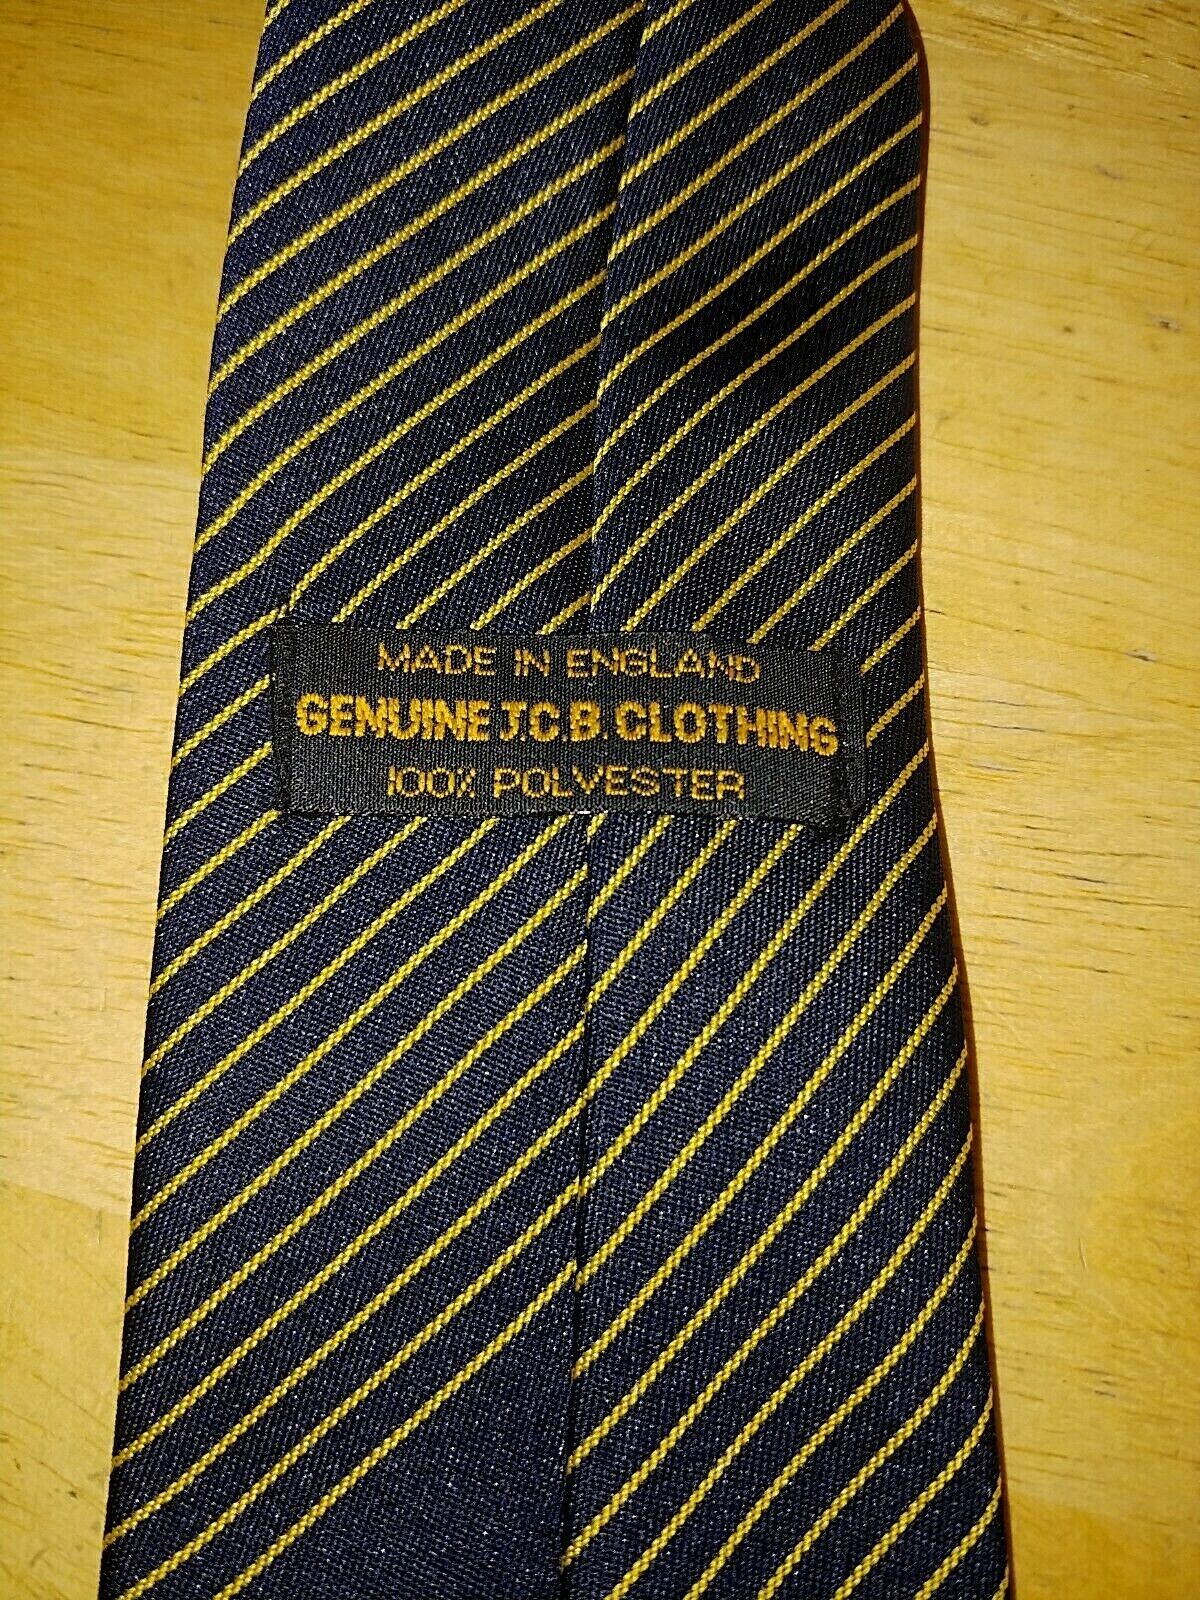 MADE IN ENGLAND
GENUINE J.C.B. CLOTHING
100% POLYESTER